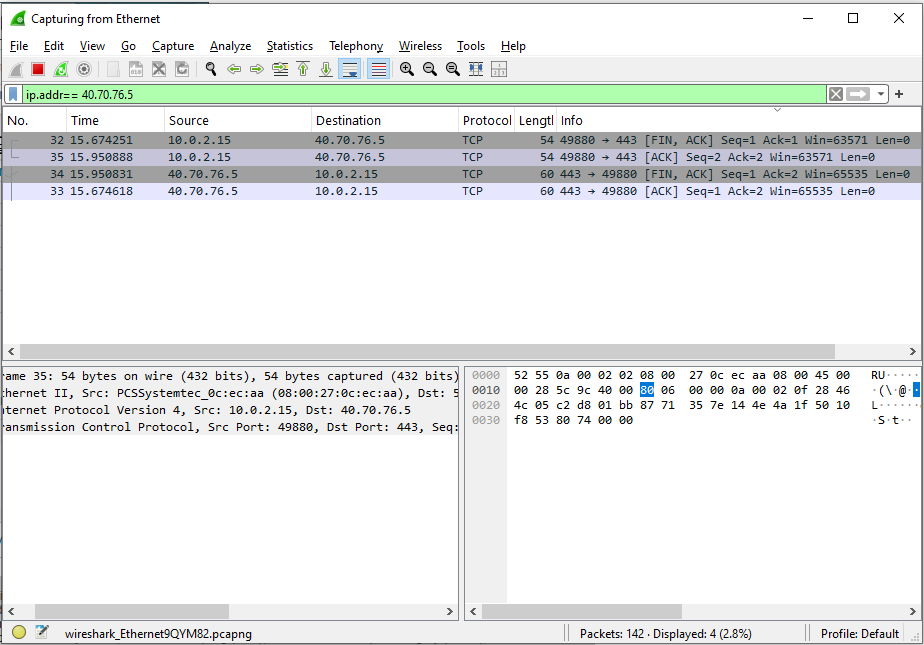 Capturing from Ethernet
File Edit View Go Capture Analyze Statistics Telephony Wireless Tools Help
ip.addr== 40.70.76.5
No. Time Source Destination Protocol Lengtl Info
32 15.674251 10.0.2.15 40.70.76.5 TCP 54 49880 → 443 [FIN, ACK] Seq=1 Ack=1 Win=63571 Len=0
35 15.950888 10.0.2.15 40.70.76.5 TCP 54 49880 → 443 [ACK] Seq=2 Ack=2 Win=63571 Len=0
34 15.950831 40.70.76.5 10.0.2.15 TCP 60 443 → 49880 [FIN, ACK] Seq=1 Ack=2 Win=65535 Len=0
33 15.674618 40.70.76.5 10.0.2.15 TCP 60 443 → 49880 [ACK] Seq=1 Ack=2 Win=65535 Len=0
rame 35: 54 bytes on wire (432 bits), 54 bytes captured (432 bits)
thernet II, Src: PCSSystemtec_0c:ec:aa (08:00:27:0c:ec:aa), Dst: 5
nternet Protocol Version 4, Src: 10.0.2.15, Dst: 40.70.76.5
ransmission Control Protocol, Src Port: 49880, Dst Port: 443, Seq:
0000 52 55 0a 00 02 02 08 00 27 0c ec aa 08 00 45 00 RU·····
0010 00 28 5c 9c 40 00 80 06 00 00 0a 00 02 0f 28 46 ·(\·@··
0020 4c 05 c2 d8 01 bb 87 71 35 7e 14 4e 4a 1f 50 10 L······
0030 f8 53 80 74 00 00 ·S·t··
wireshark_Ethernet9QYM82.pcapng Packets: 142 · Displayed: 4 (2.8%) Profile: Default